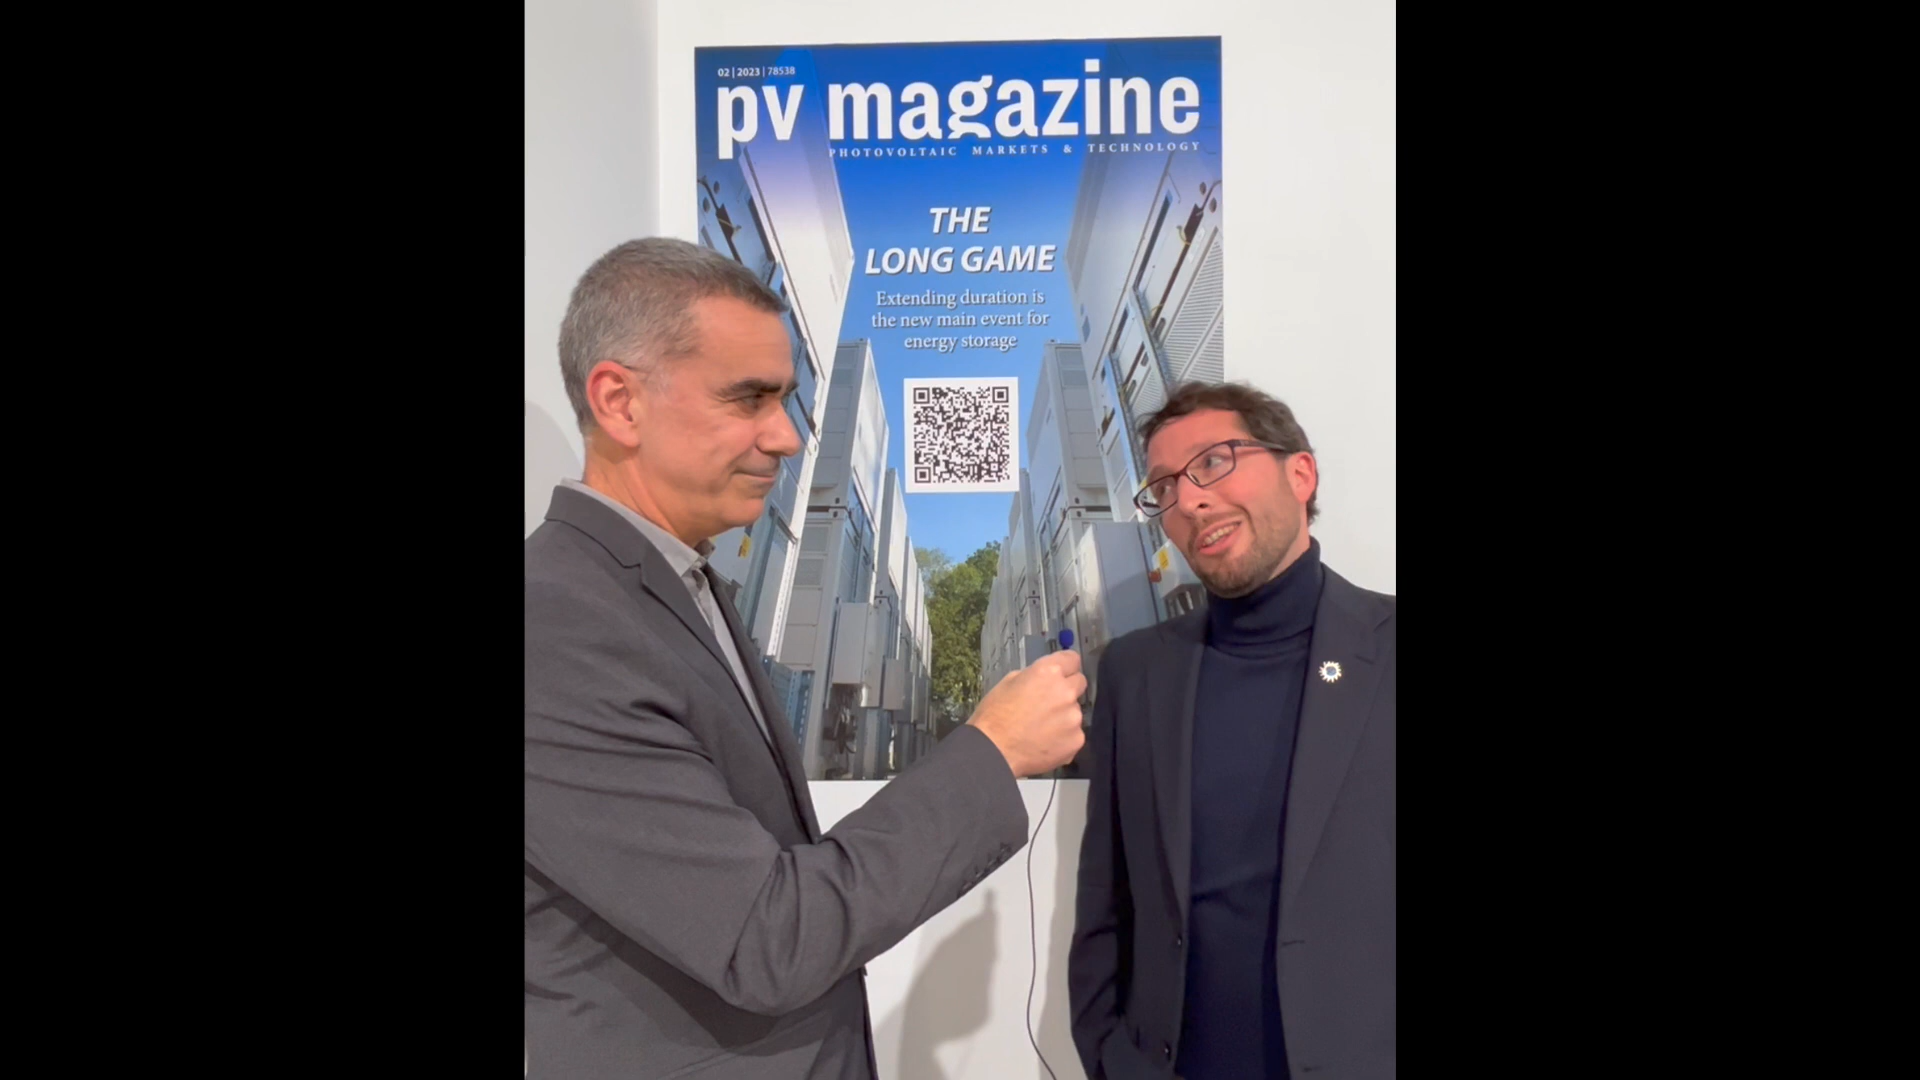 02 | 2023 | 78538
pv magazine
PHOTOVOLTAIC MARKETS & TECHNOLOGY
THE
LONG GAME
Extending duration is
the new main event for
energy storage